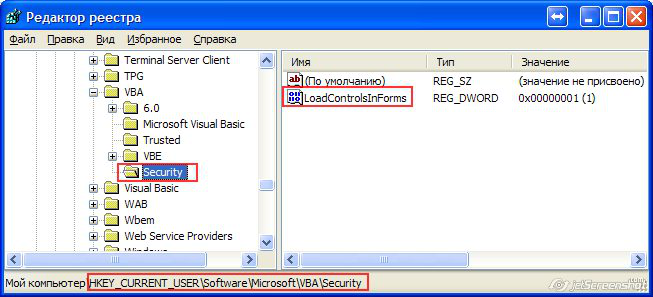 Редактор реестра
Файл Правка Вид Избранное Справка
Terminal Server Client
TPG
VBA
6.0
Microsoft Visual Basic
Trusted
VBE
Security
Visual Basic
WAB
Wbem
Web Service Providers
Windows
Имя Тип Значение
ab (По умолчанию) REG_SZ (значение не присвоено)
LoadControlsInForms REG_DWORD 0x00000001 (1)
Мой компьютер\HKEY_CURRENT_USER\Software\Microsoft\VBA\Security
jetScreenshot
.com